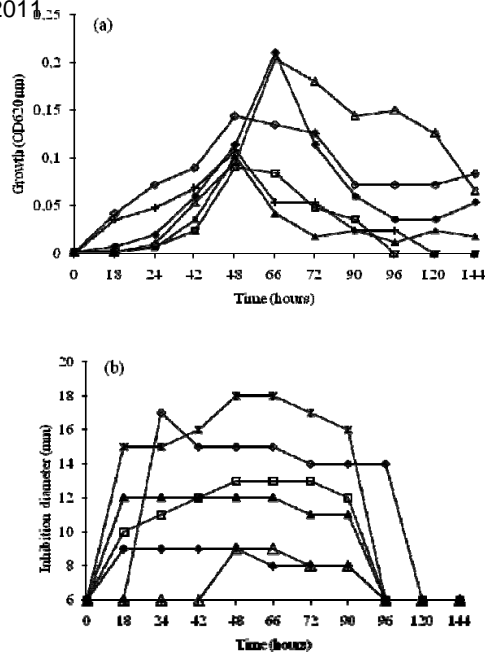 2011
(a)
Growth (OD620nm)
0,25
0,2
0,15
0,1
0,05
0
0 18 24 42 48 66 72 90 96 120 144
Time (hours)
(b)
Inhibition diameter (mm)
20
18
16
14
12
10
8
6
0 18 24 42 48 66 72 90 96 120 144
Time (hours)